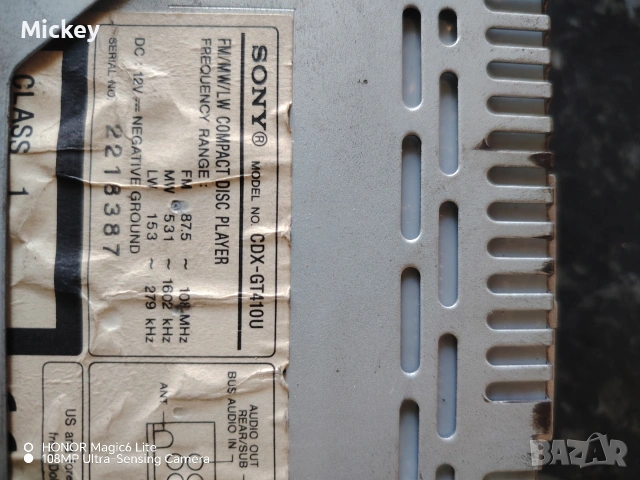 Mickey
SONY®
MODEL NO. CDX-GT410U
FM/MW/LW COMPACT DISC PLAYER
FREQUENCY RANGE:
FM 87.5 ~ 108 MHz
MW 531 ~ 1602 kHz
LW 153 ~ 279 kHz
DC 12V NEGATIVE GROUND
SERIAL NO. 2218387
CLASS 1
AUDIO OUT
REAR/SUB
BUS AUDIO IN
ANT
HONOR Magic6 Lite
108MP Ultra-Sensing Camera
BAZAR